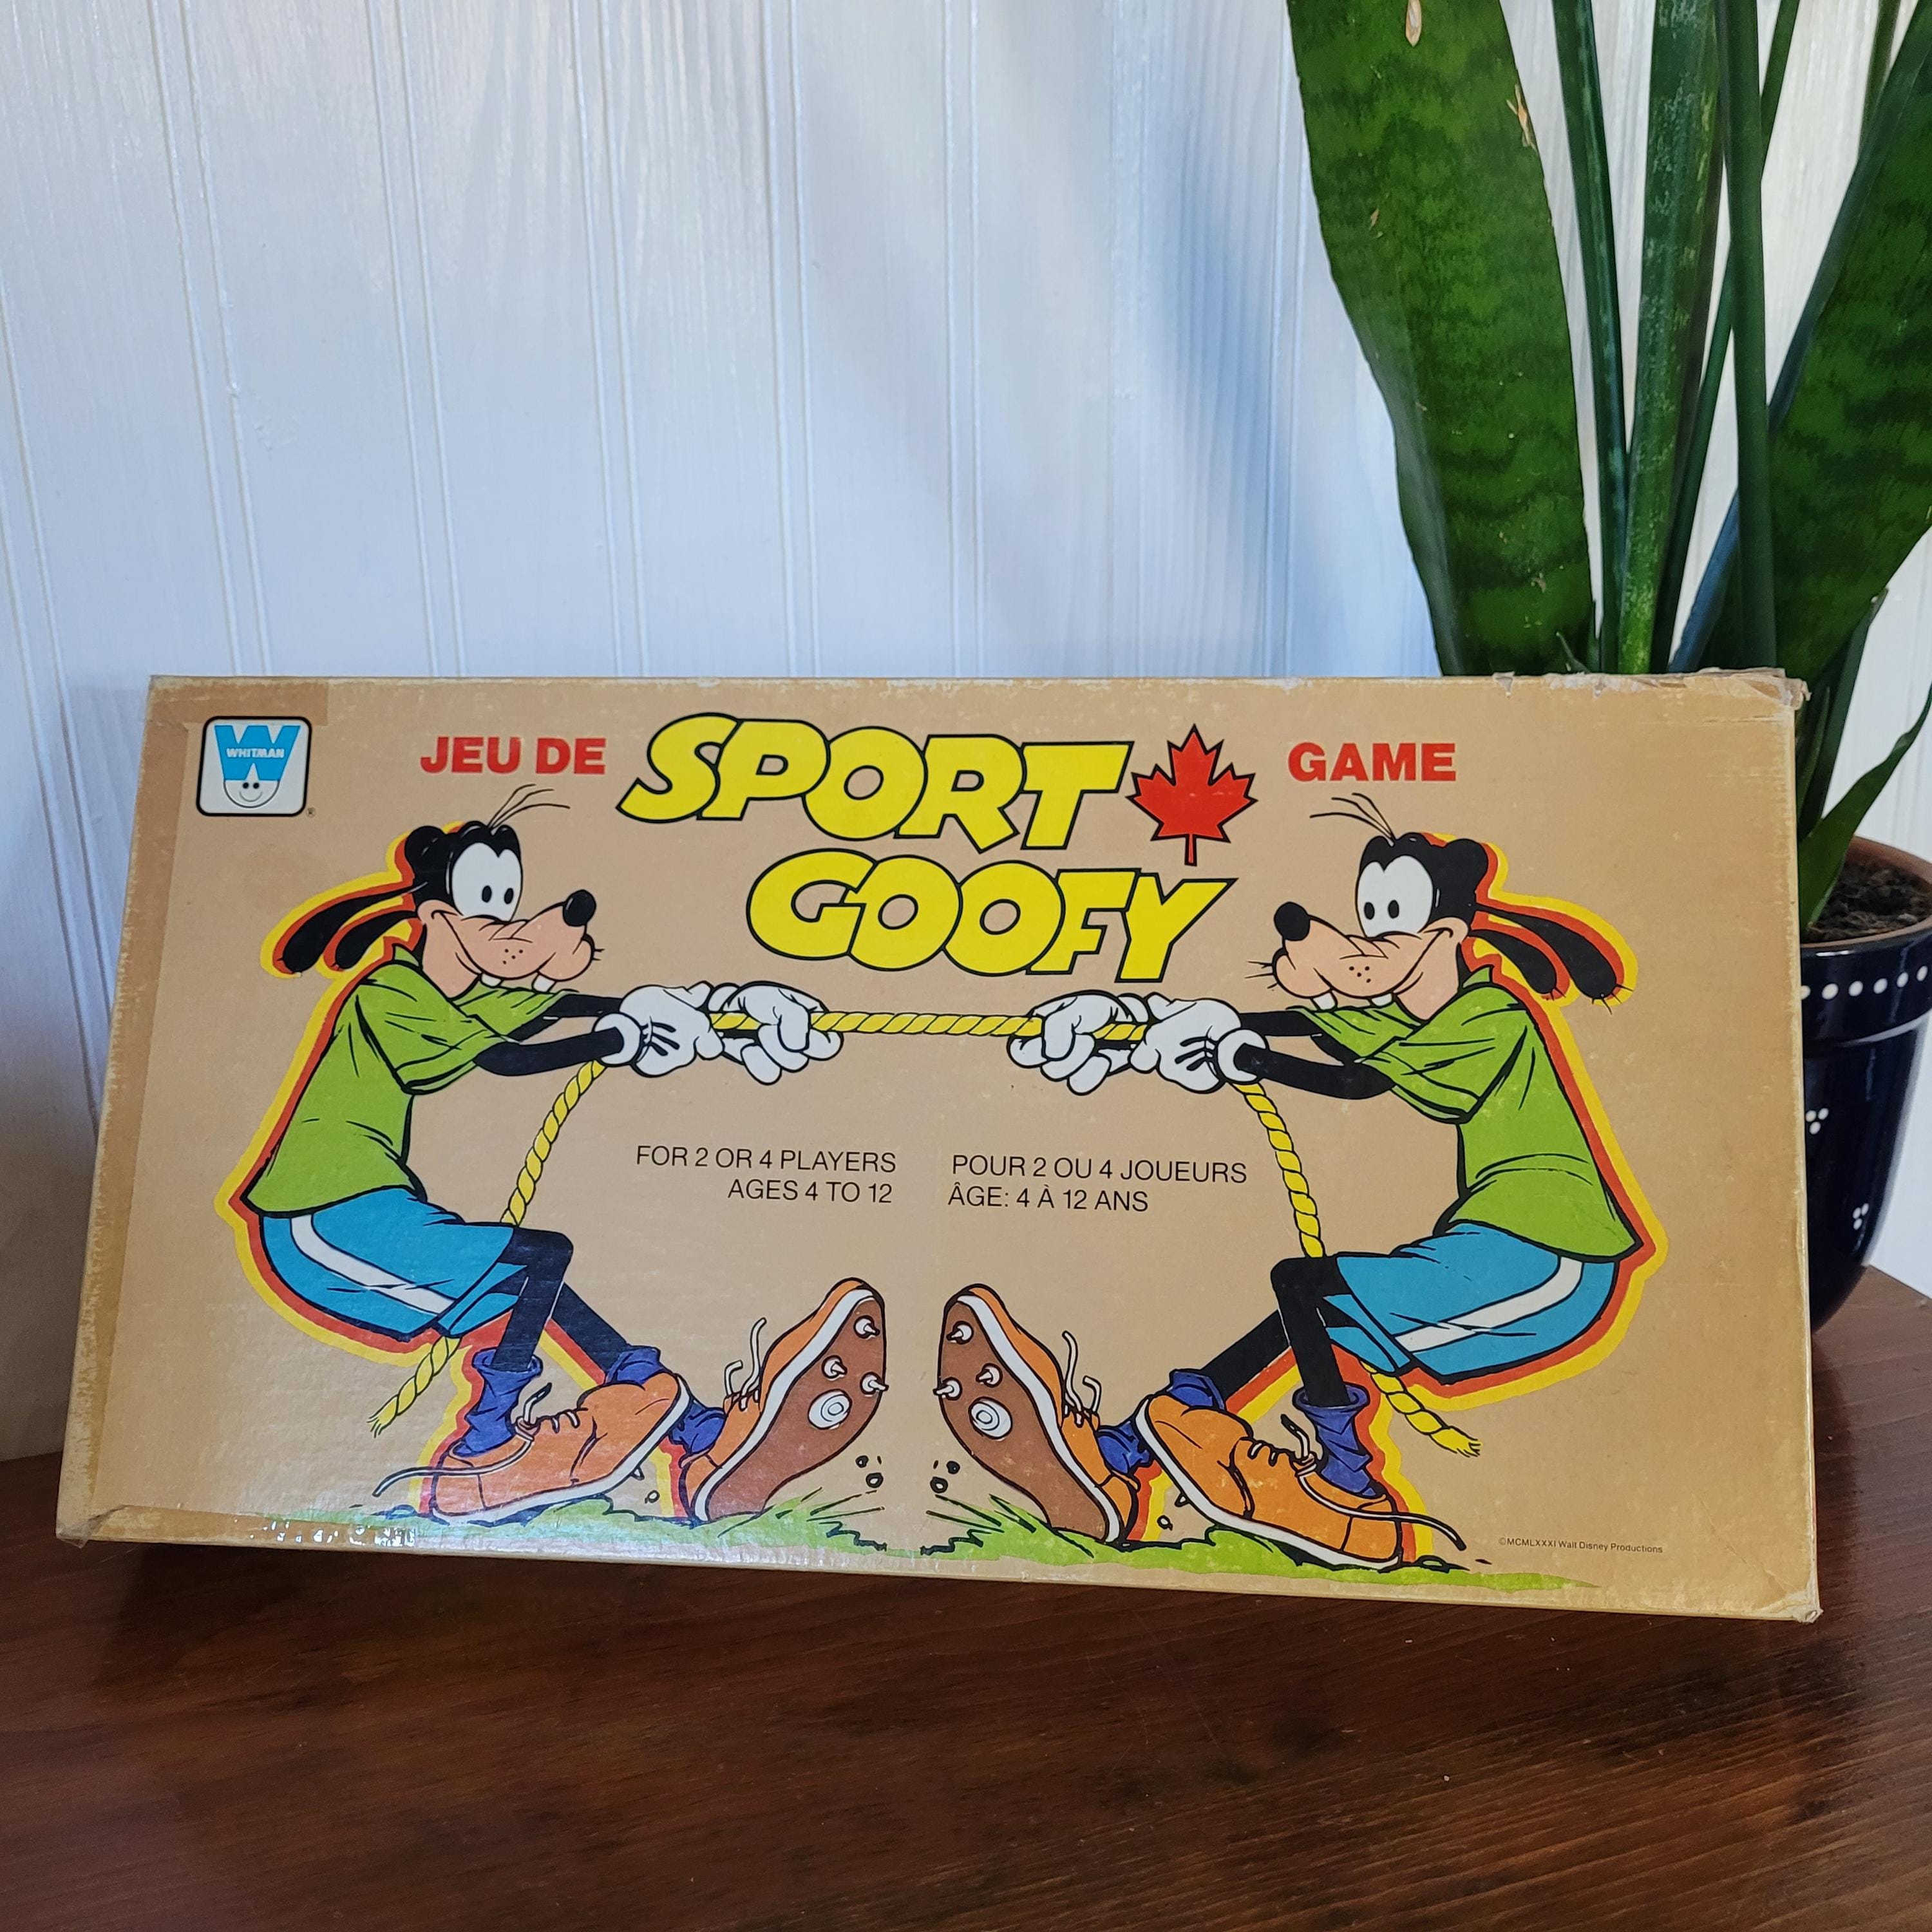 WHITMAN
®
JEU DE SPORT GAME
GOOFY
FOR 2 OR 4 PLAYERS
AGES 4 TO 12
POUR 2 OU 4 JOUEURS
ÂGE: 4 À 12 ANS
©MCMLXXXI Walt Disney Productions